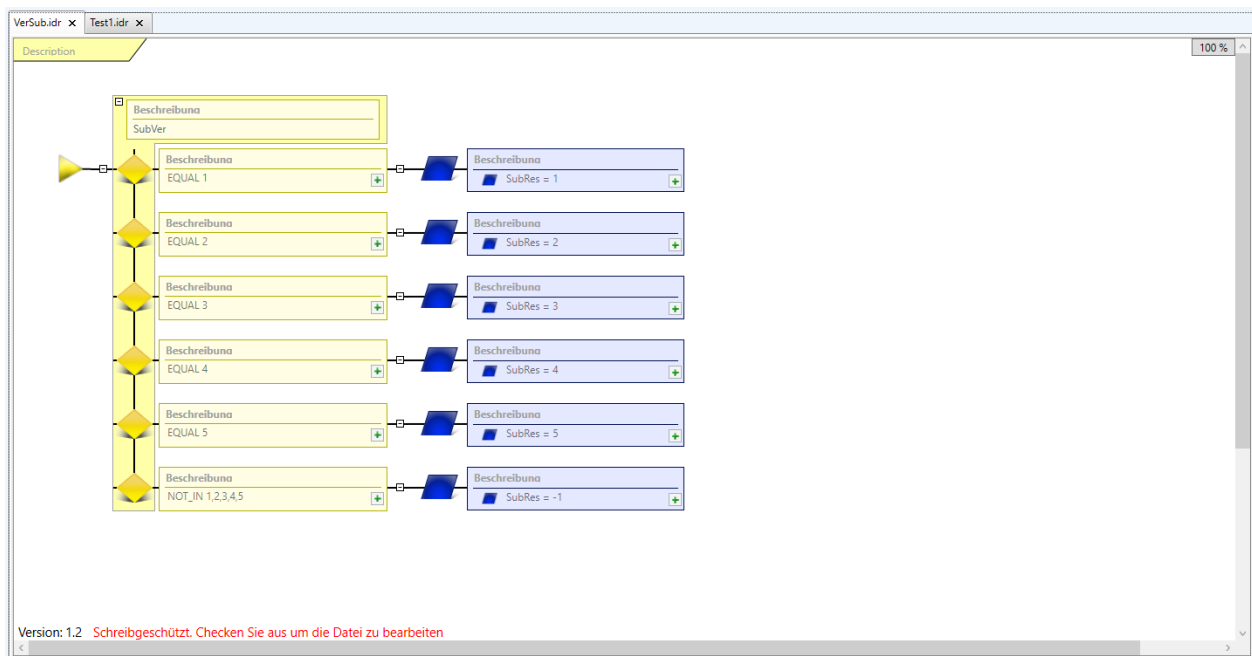 VerSub.idr x Test1.idr x
Description
100 %
Beschreibung
SubVer
Beschreibung Beschreibung
EQUAL 1 SubRes = 1
Beschreibung Beschreibung
EQUAL 2 SubRes = 2
Beschreibung Beschreibung
EQUAL 3 SubRes = 3
Beschreibung Beschreibung
EQUAL 4 SubRes = 4
Beschreibung Beschreibung
EQUAL 5 SubRes = 5
Beschreibung Beschreibung
NOT_IN 1,2,3,4,5 SubRes = -1
Version: 1.2 Schreibgeschützt. Checken Sie aus um die Datei zu bearbeiten